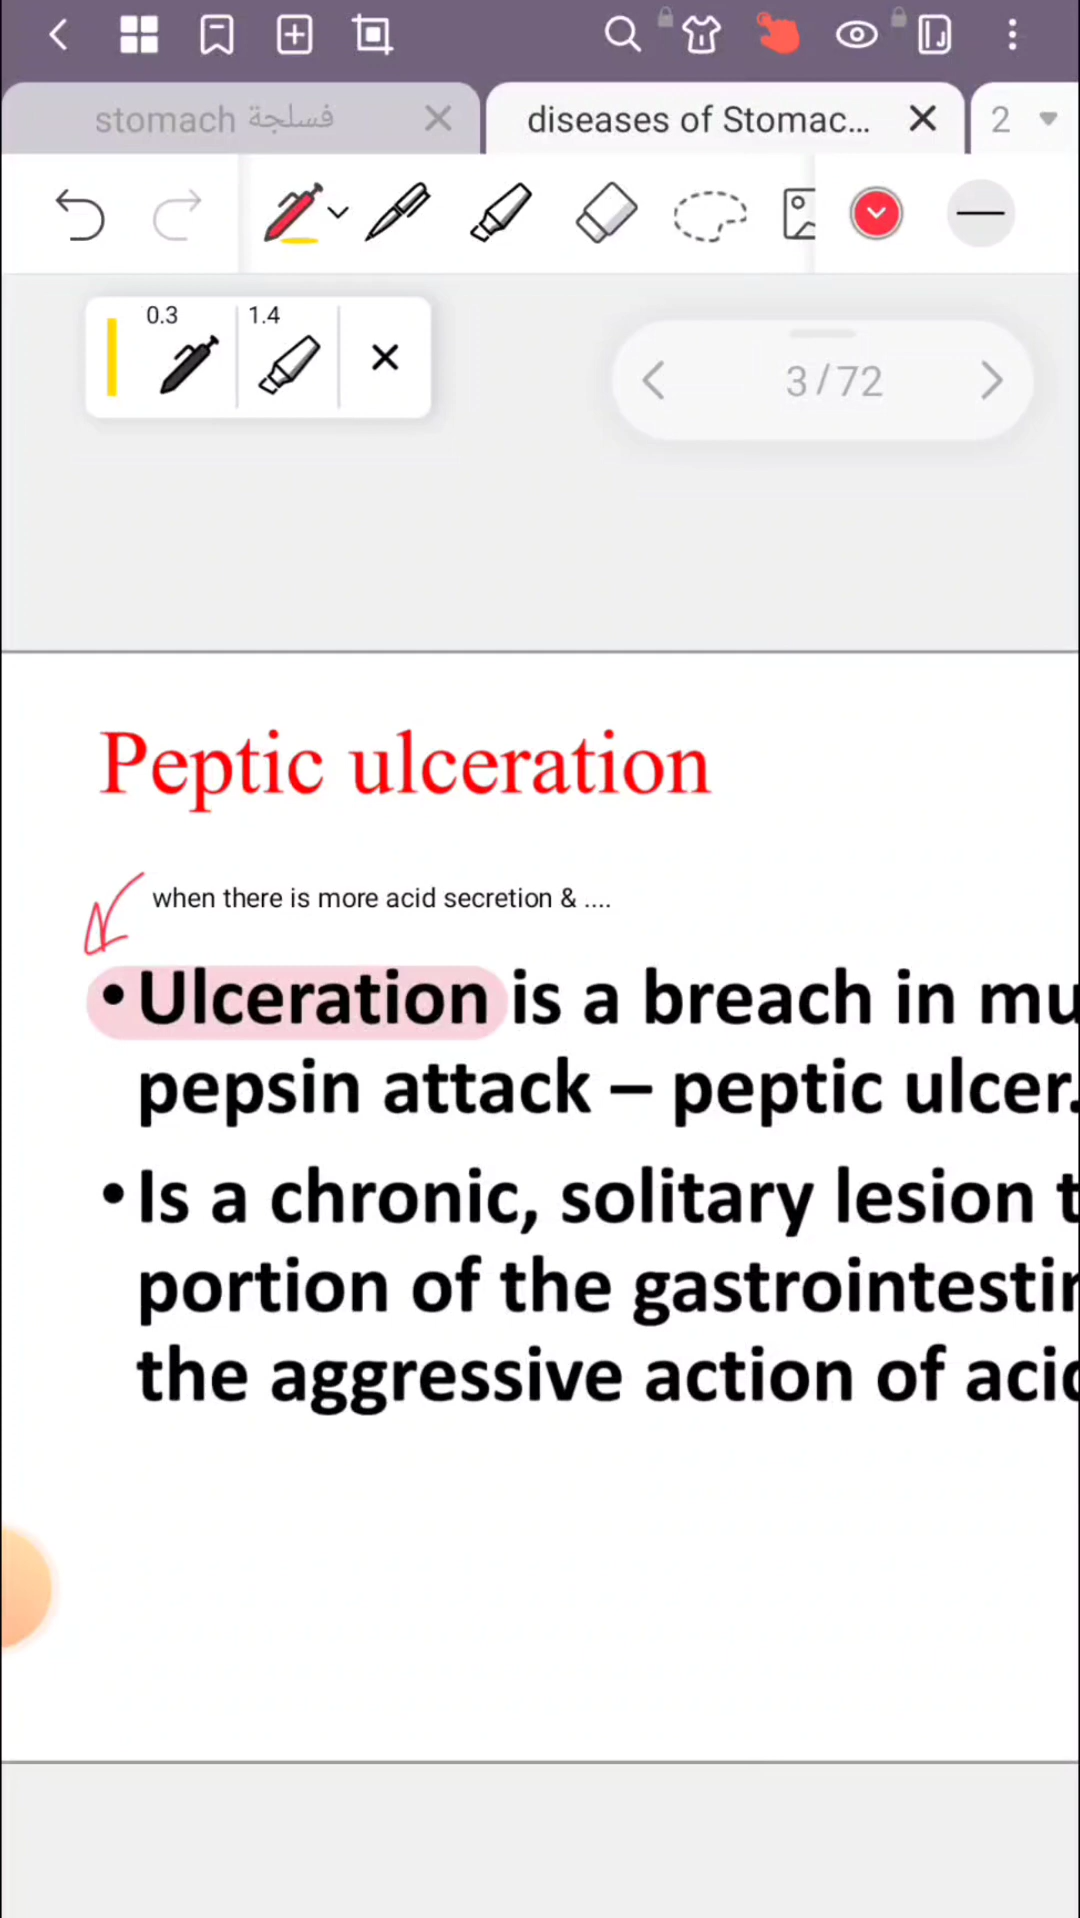 stomach فسلجة
diseases of Stomac...
2
0.3
1.4
3/72
Peptic ulceration
when there is more acid secretion & ....
•Ulceration is a breach in mu
pepsin attack – peptic ulcer.
•Is a chronic, solitary lesion t
portion of the gastrointestin
the aggressive action of acid